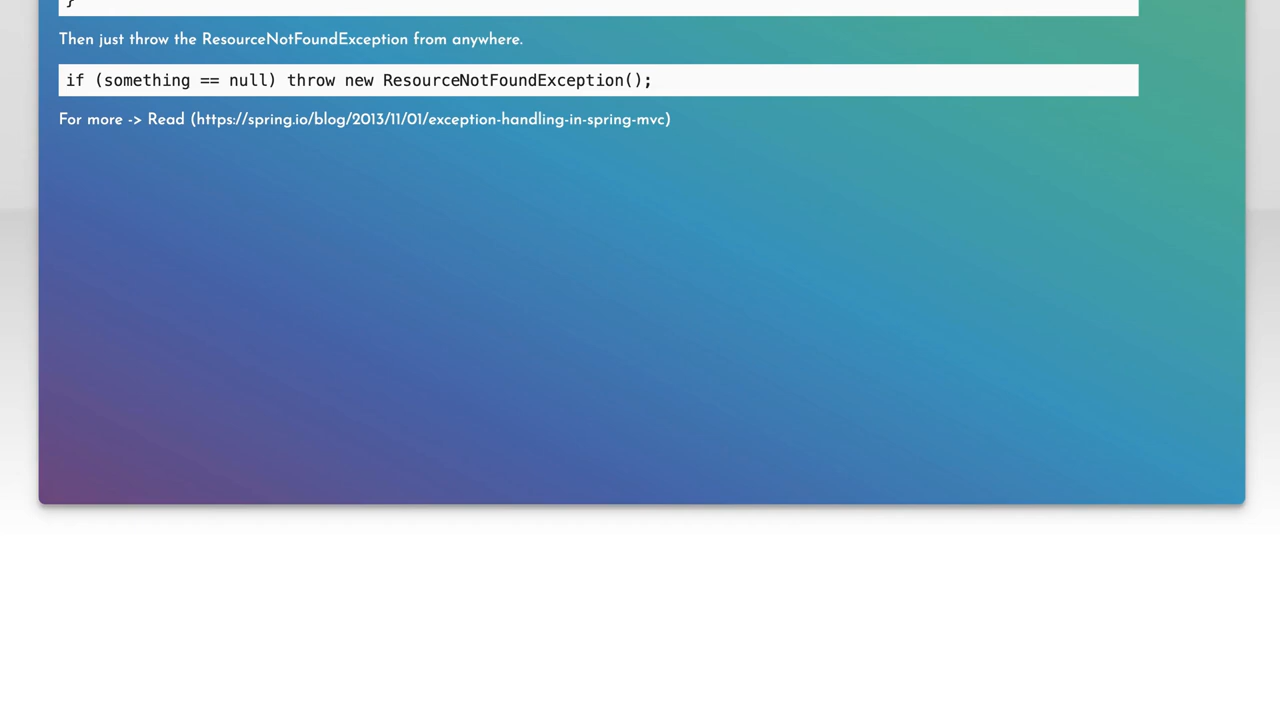 }
Then just throw the ResourceNotFoundException from anywhere.
if (something == null) throw new ResourceNotFoundException();
For more -> Read (https://spring.io/blog/2013/11/01/exception-handling-in-spring-mvc)